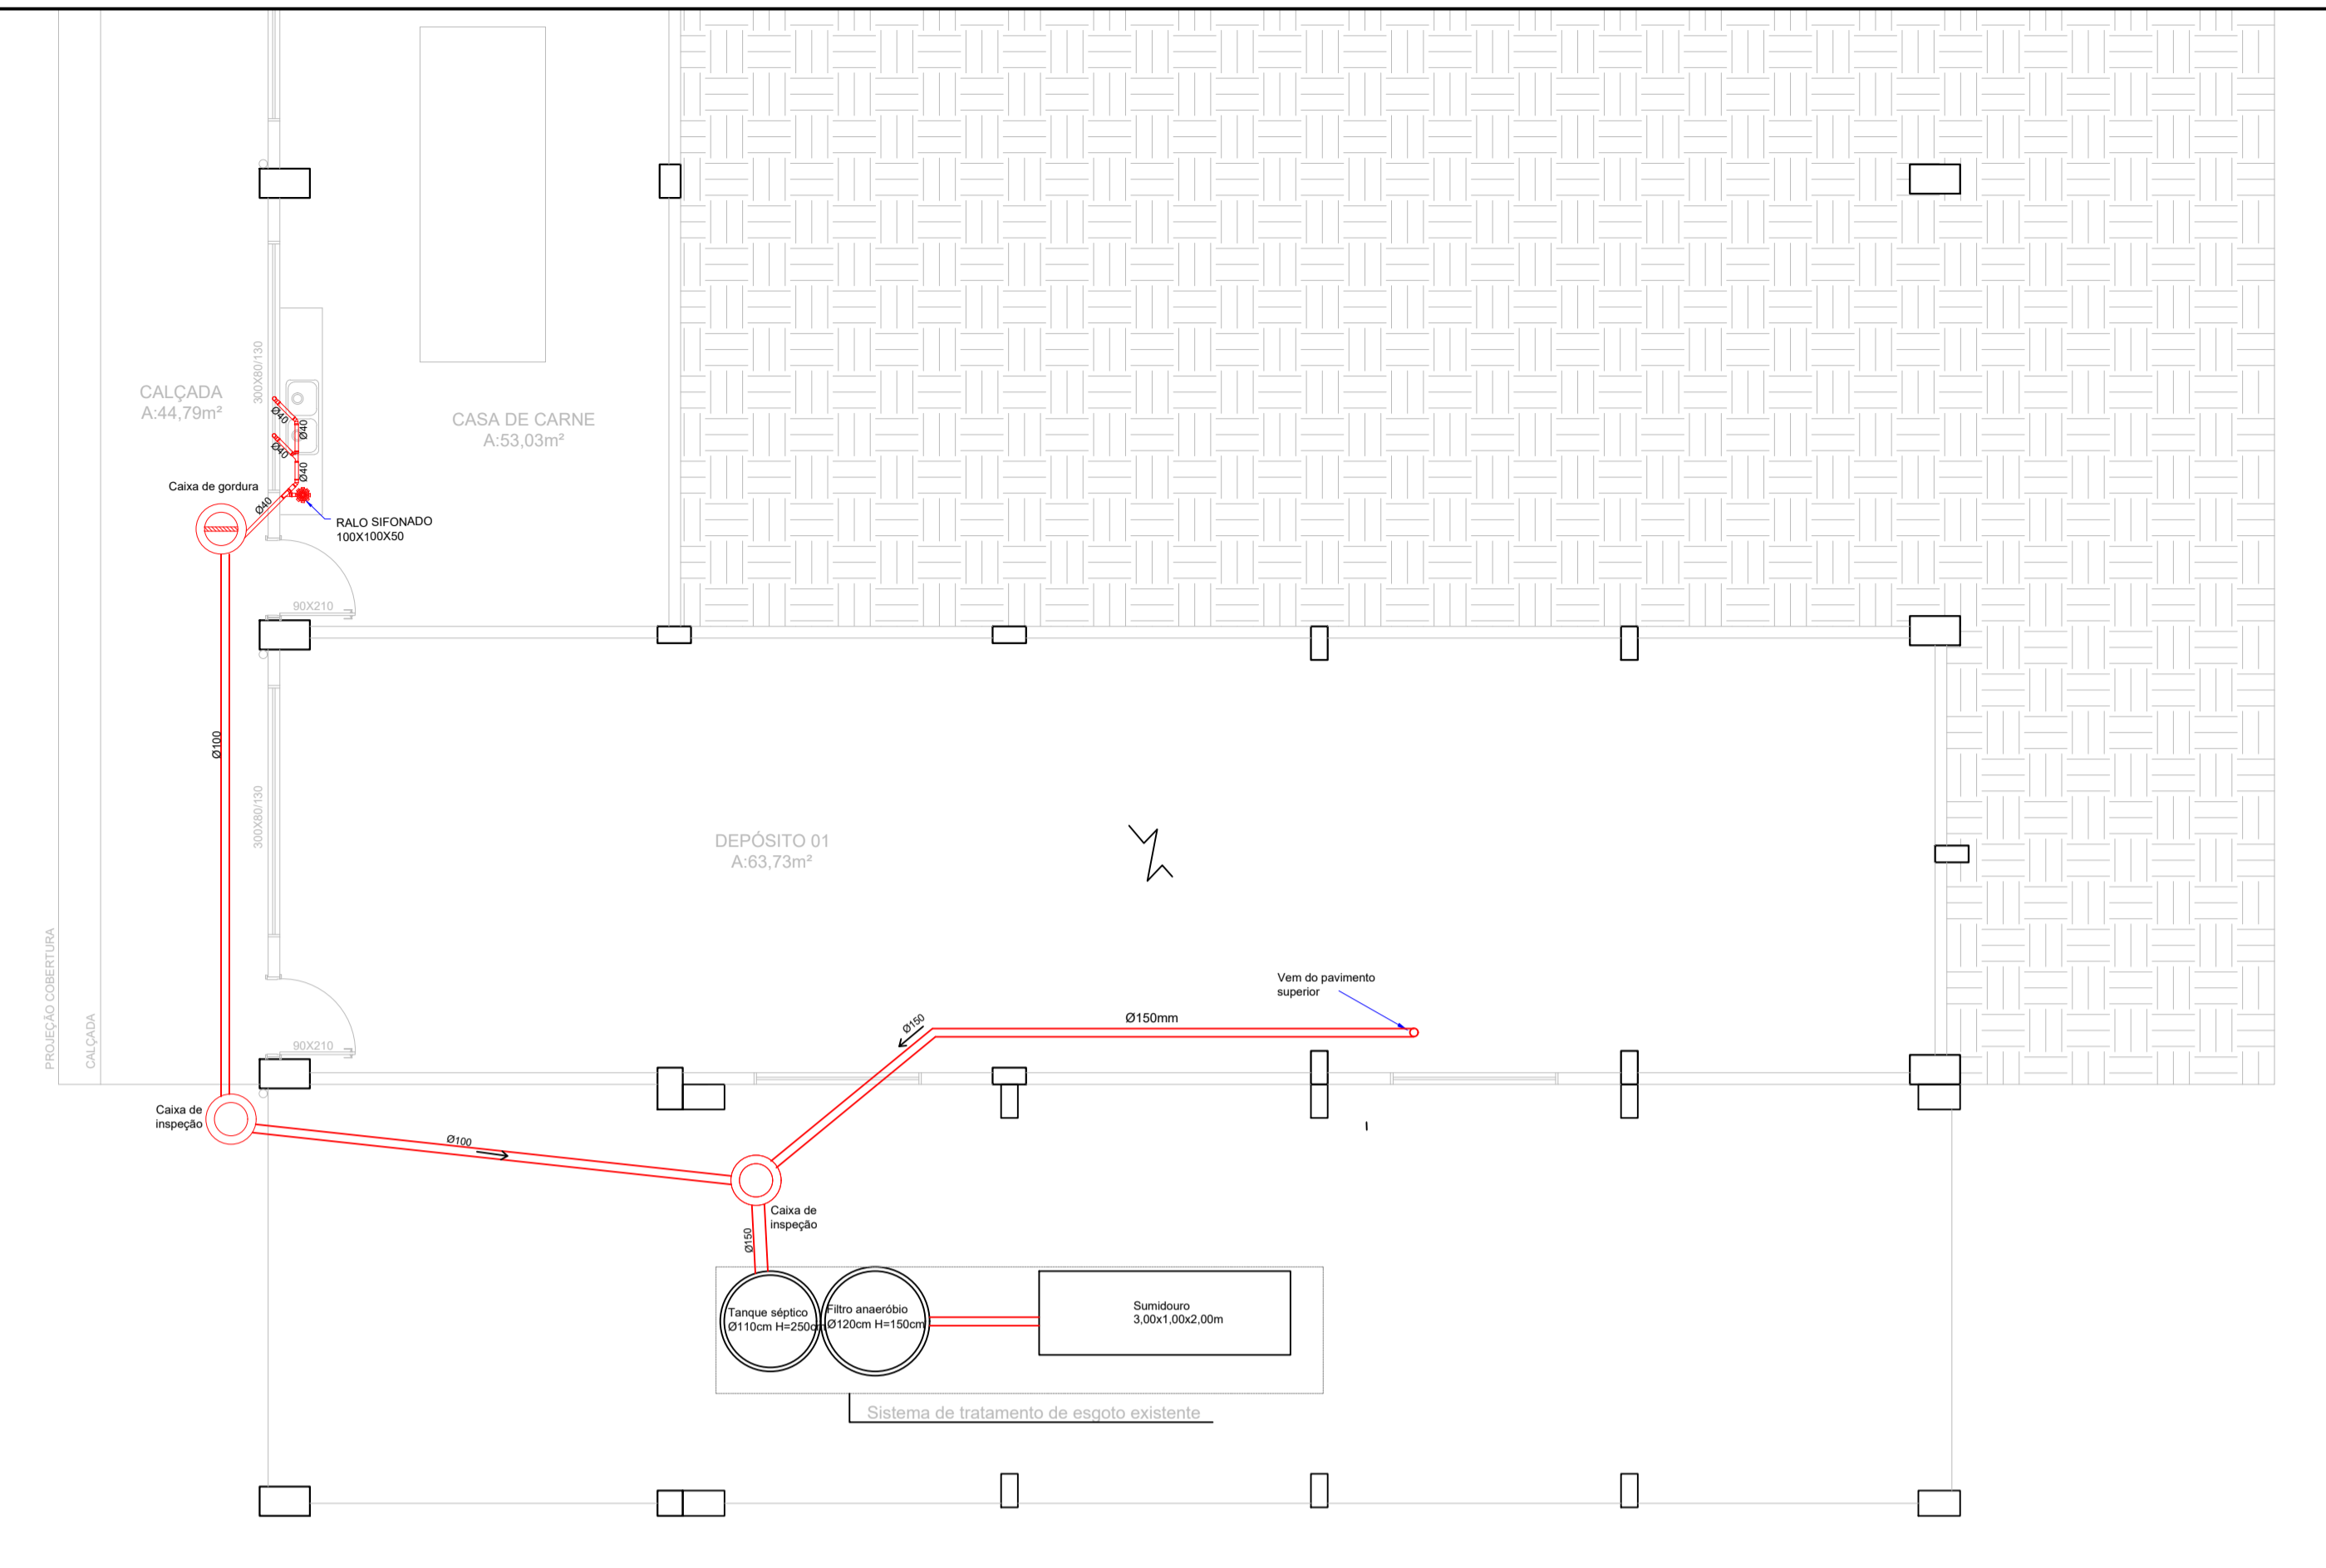 300X80/130
CALÇADA
A:44,79m²
CASA DE CARNE
A:53,03m²
Ø40
Ø40
Ø40
Ø40
Ø40
Caixa de gordura
RALO SIFONADO
100X100X50
90X210
Ø100
300X80/130
DEPÓSITO 01
A:63,73m²
PROJEÇÃO COBERTURA
CALÇADA
90X210
Vem do pavimento
superior
Ø150mm
Ø150
Caixa de
inspeção
Ø100
Caixa de
inspeção
Ø150
Tanque séptico
Ø110cm H=250cm
Filtro anaeróbio
Ø120cm H=150cm
Sumidouro
3,00x1,00x2,00m
Sistema de tratamento de esgoto existente